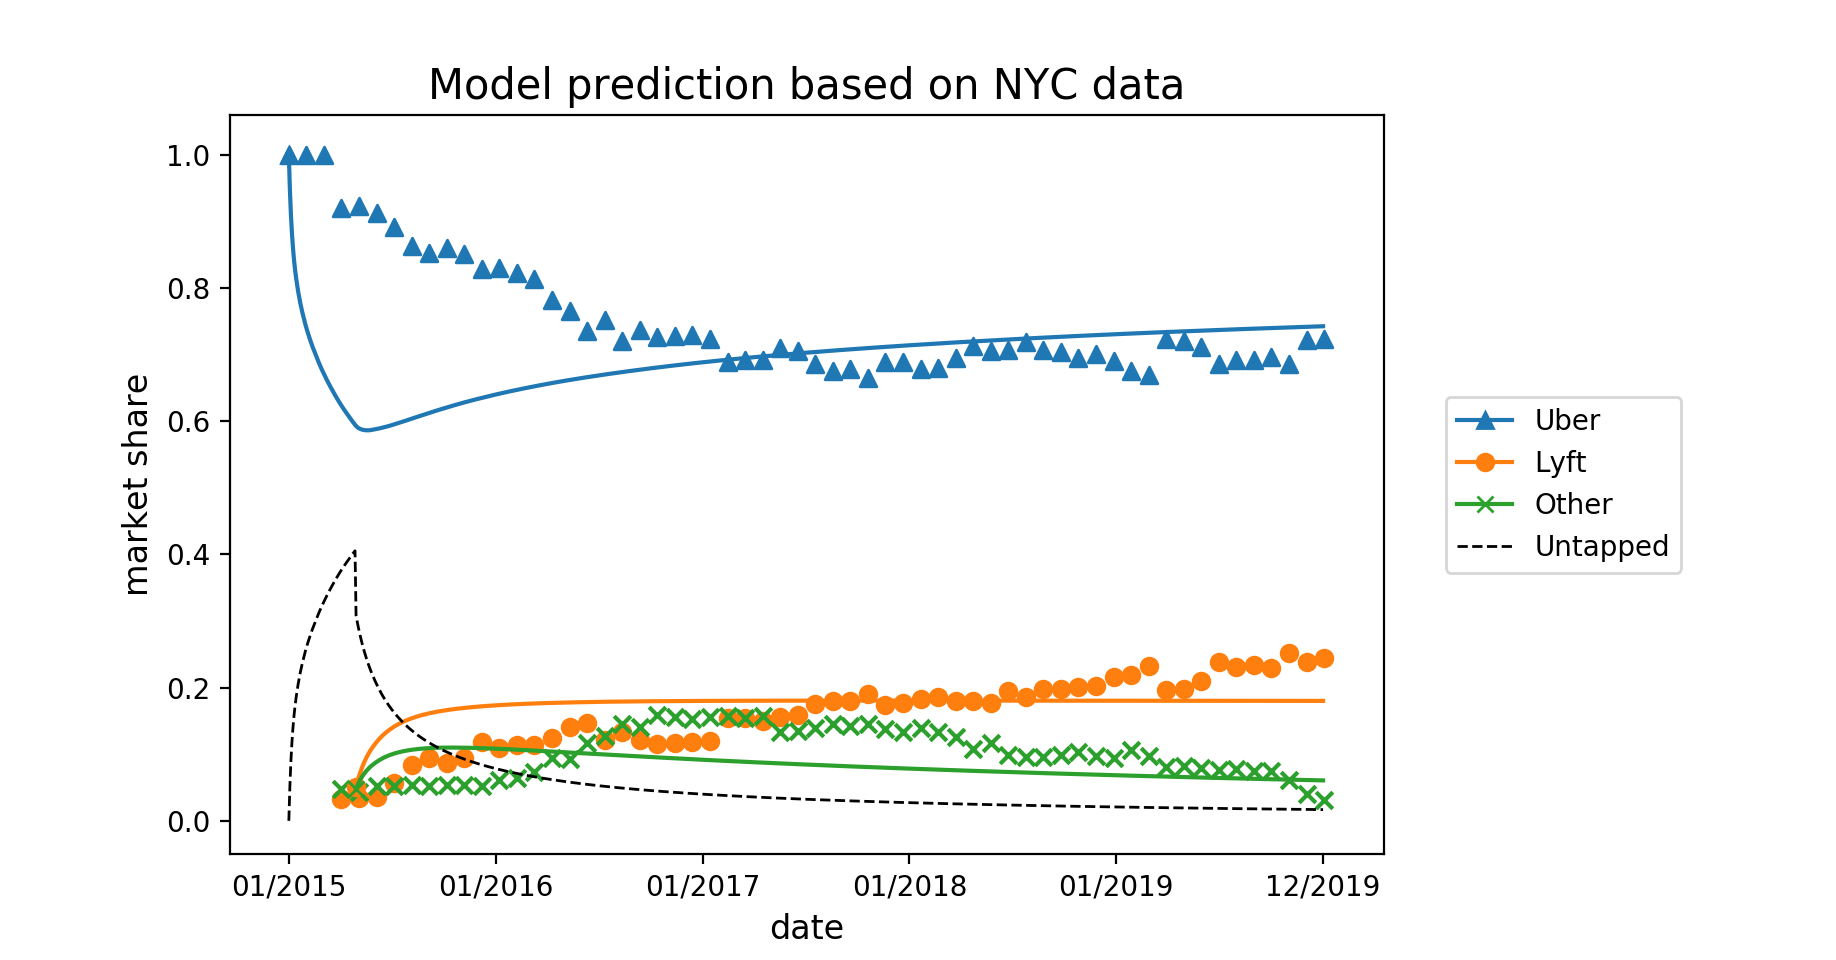 Model prediction based on NYC data
market share
1.0
0.8
0.6
0.4
0.2
0.0
01/2015
01/2016
01/2017
01/2018
01/2019
12/2019
date
Uber
Lyft
Other
Untapped